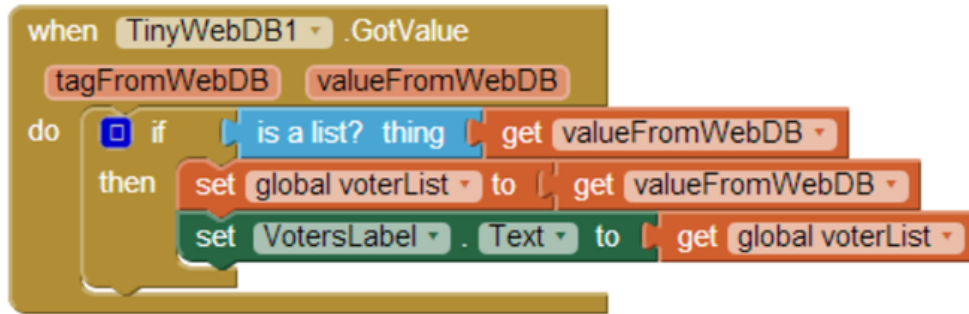 when TinyWebDB1 .GotValue
tagFromWebDB valueFromWebDB
do if is a list? thing get valueFromWebDB
then set global voterList to get valueFromWebDB
set VotersLabel . Text to get global voterList